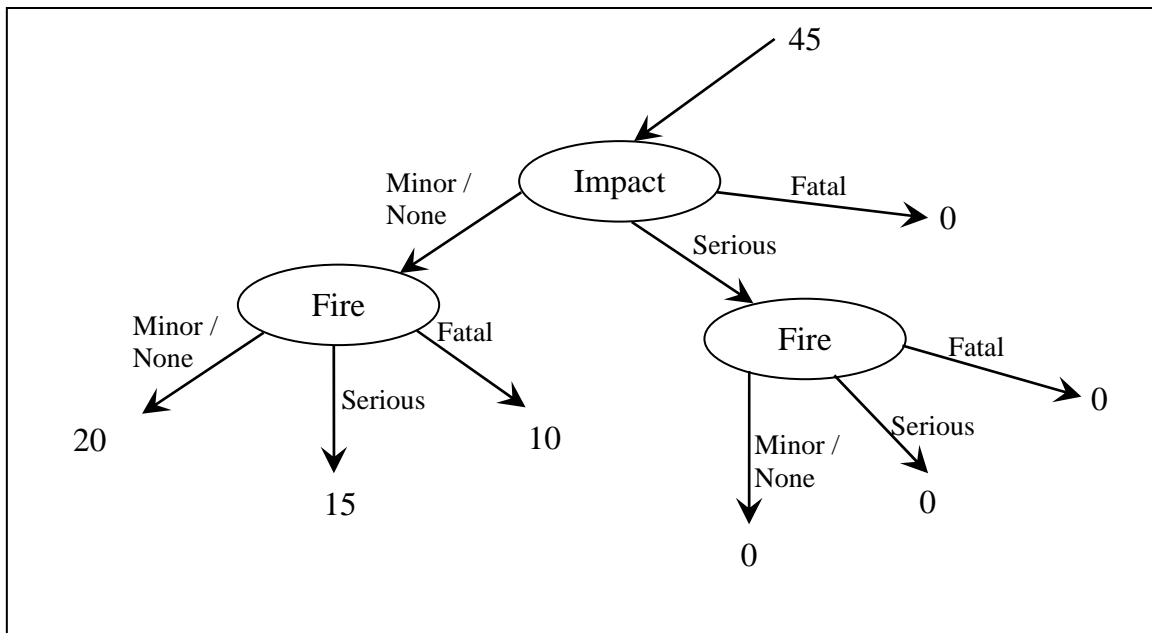 45
Impact
Minor /
None
Fatal
0
Serious
Fire
Minor /
None
Fatal
Serious
20
10
15
Fire
Fatal
0
Serious
Minor /
None
0
0